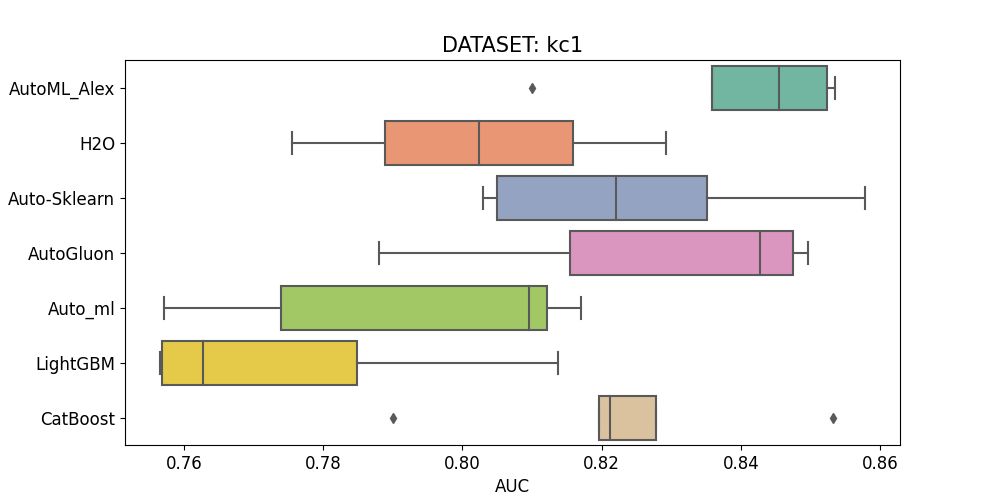 DATASET: kc1
AutoML_Alex
H2O
Auto-Sklearn
AutoGluon
Auto_ml
LightGBM
CatBoost
0.76 0.78 0.80 0.82 0.84 0.86
AUC